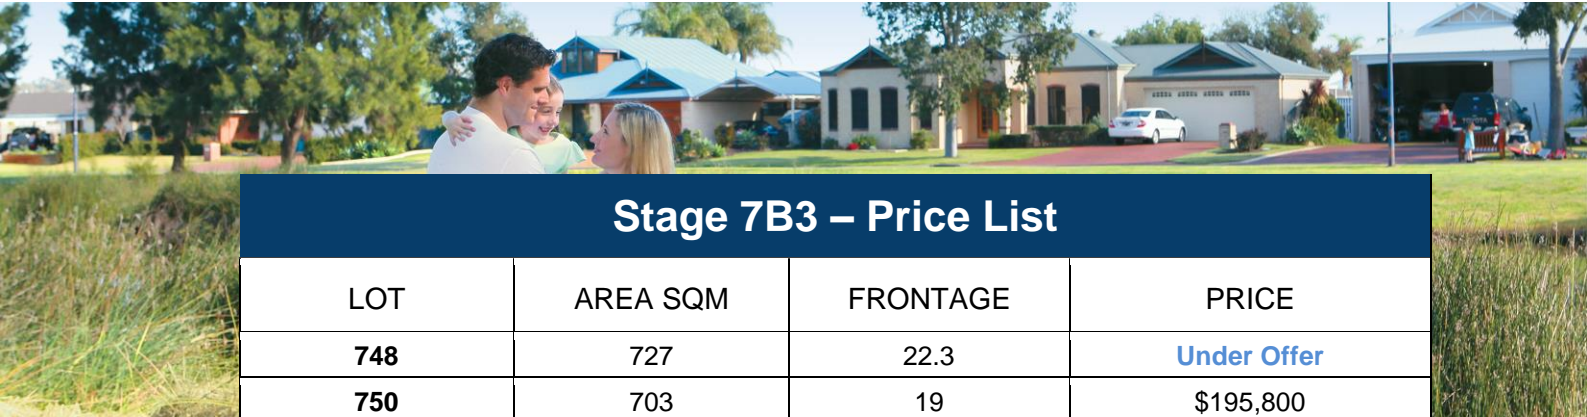 Stage 7B3 – Price List
LOT AREA SQM FRONTAGE PRICE
748 727 22.3 Under Offer
750 703 19 $195,800